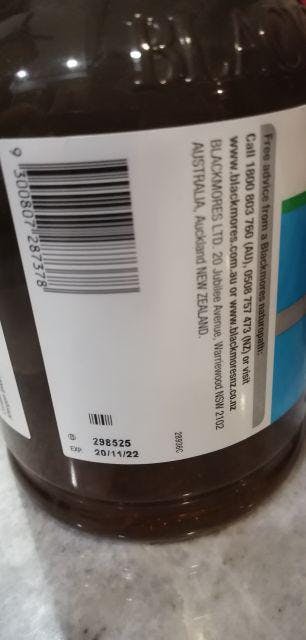 Free advice from a Blackmores naturopath:
Call 1800 803 760 (AU), 0508 757 473 (NZ) or visit
www.blackmores.com.au or www.blackmoresnz.co.nz
BLACKMORES LTD. 20 Jubilee Avenue, Warriewood NSW 2102
AUSTRALIA, Auckland NEW ZEALAND.
9 300807 287378
298525
EXP. 20/11/22